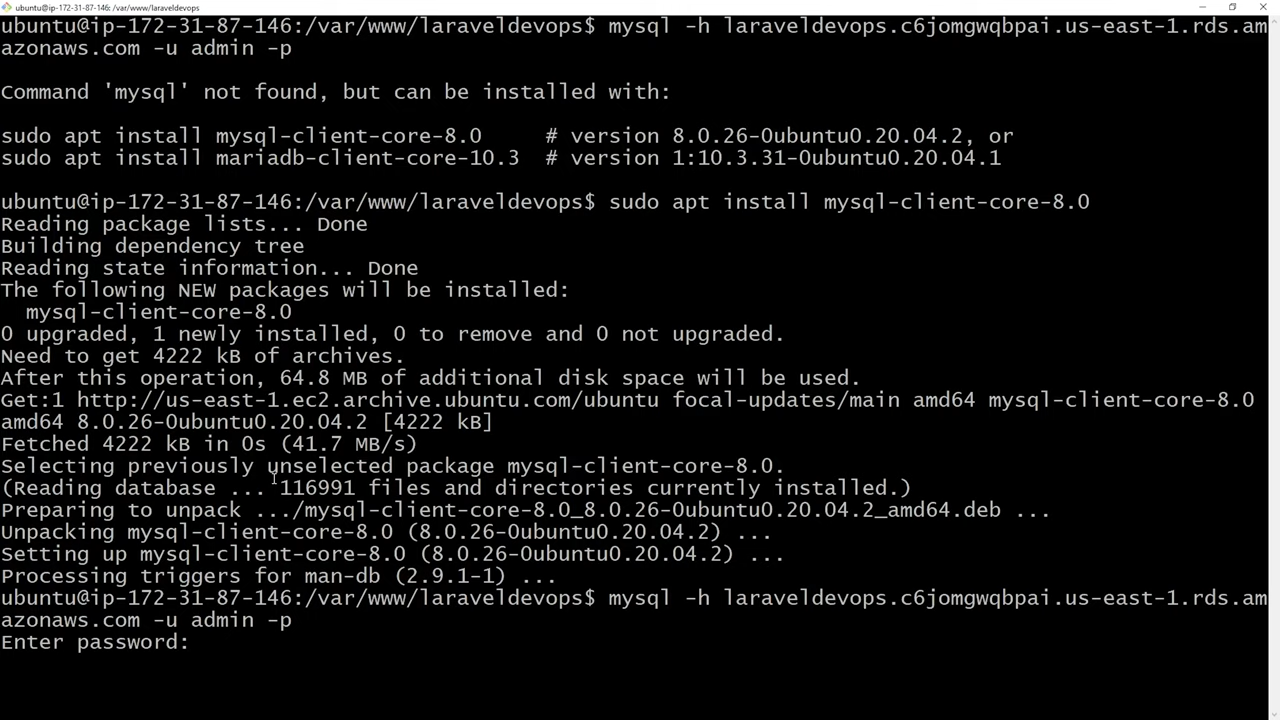 ubuntu@ip-172-31-87-146: /var/www/laraveldevops
ubuntu@ip-172-31-87-146:/var/www/laraveldevops$ mysql -h laraveldevops.c6jomgwqbpai.us-east-1.rds.am
azonaws.com -u admin -p
Command 'mysql' not found, but can be installed with:
sudo apt install mysql-client-core-8.0     # version 8.0.26-0ubuntu0.20.04.2, or
sudo apt install mariadb-client-core-10.3  # version 1:10.3.31-0ubuntu0.20.04.1
ubuntu@ip-172-31-87-146:/var/www/laraveldevops$ sudo apt install mysql-client-core-8.0
Reading package lists... Done
Building dependency tree
Reading state information... Done
The following NEW packages will be installed:
  mysql-client-core-8.0
0 upgraded, 1 newly installed, 0 to remove and 0 not upgraded.
Need to get 4222 kB of archives.
After this operation, 64.8 MB of additional disk space will be used.
Get:1 http://us-east-1.ec2.archive.ubuntu.com/ubuntu focal-updates/main amd64 mysql-client-core-8.0
amd64 8.0.26-0ubuntu0.20.04.2 [4222 kB]
Fetched 4222 kB in 0s (41.7 MB/s)
Selecting previously unselected package mysql-client-core-8.0.
(Reading database ... 116991 files and directories currently installed.)
Preparing to unpack .../mysql-client-core-8.0_8.0.26-0ubuntu0.20.04.2_amd64.deb ...
Unpacking mysql-client-core-8.0 (8.0.26-0ubuntu0.20.04.2) ...
Setting up mysql-client-core-8.0 (8.0.26-0ubuntu0.20.04.2) ...
Processing triggers for man-db (2.9.1-1) ...
ubuntu@ip-172-31-87-146:/var/www/laraveldevops$ mysql -h laraveldevops.c6jomgwqbpai.us-east-1.rds.am
azonaws.com -u admin -p
Enter password: